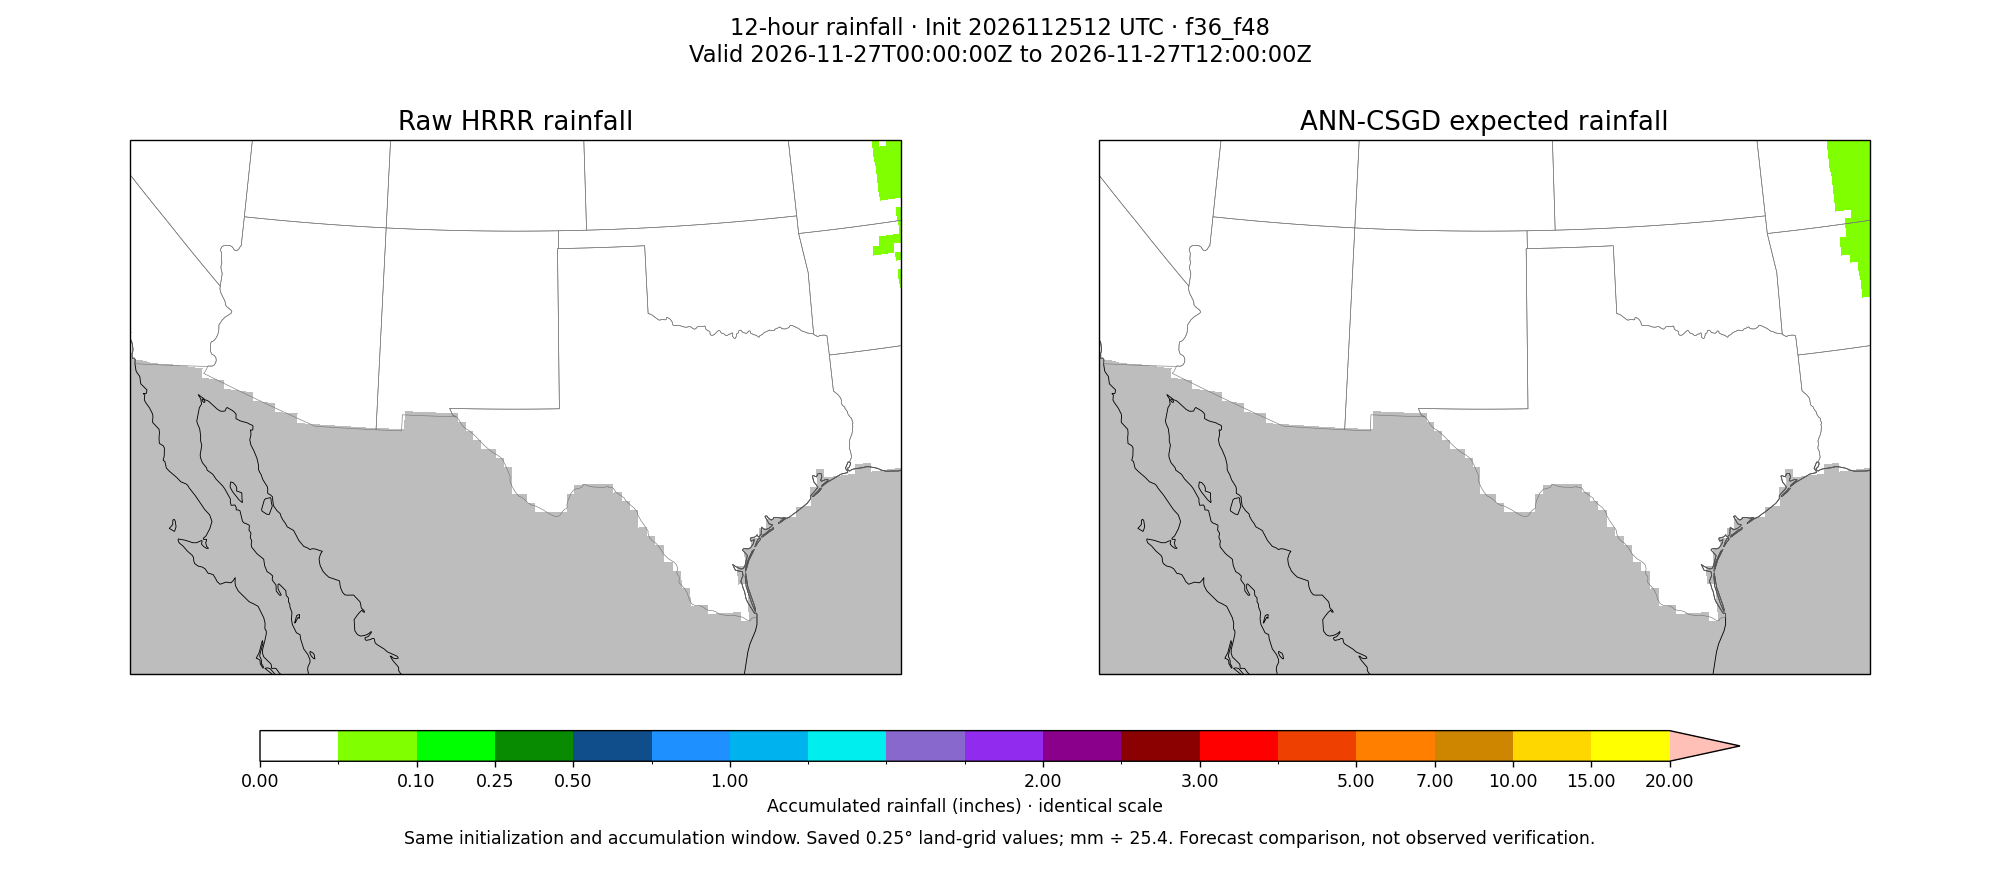 12-hour rainfall · Init 2026112512 UTC · f36_f48
Valid 2026-11-27T00:00:00Z to 2026-11-27T12:00:00Z
Raw HRRR rainfall
ANN-CSGD expected rainfall
0.00 0.10 0.25 0.50 1.00 2.00 3.00 5.00 7.00 10.00 15.00 20.00
Accumulated rainfall (inches) · identical scale
Same initialization and accumulation window. Saved 0.25° land-grid values; mm ÷ 25.4. Forecast comparison, not observed verification.